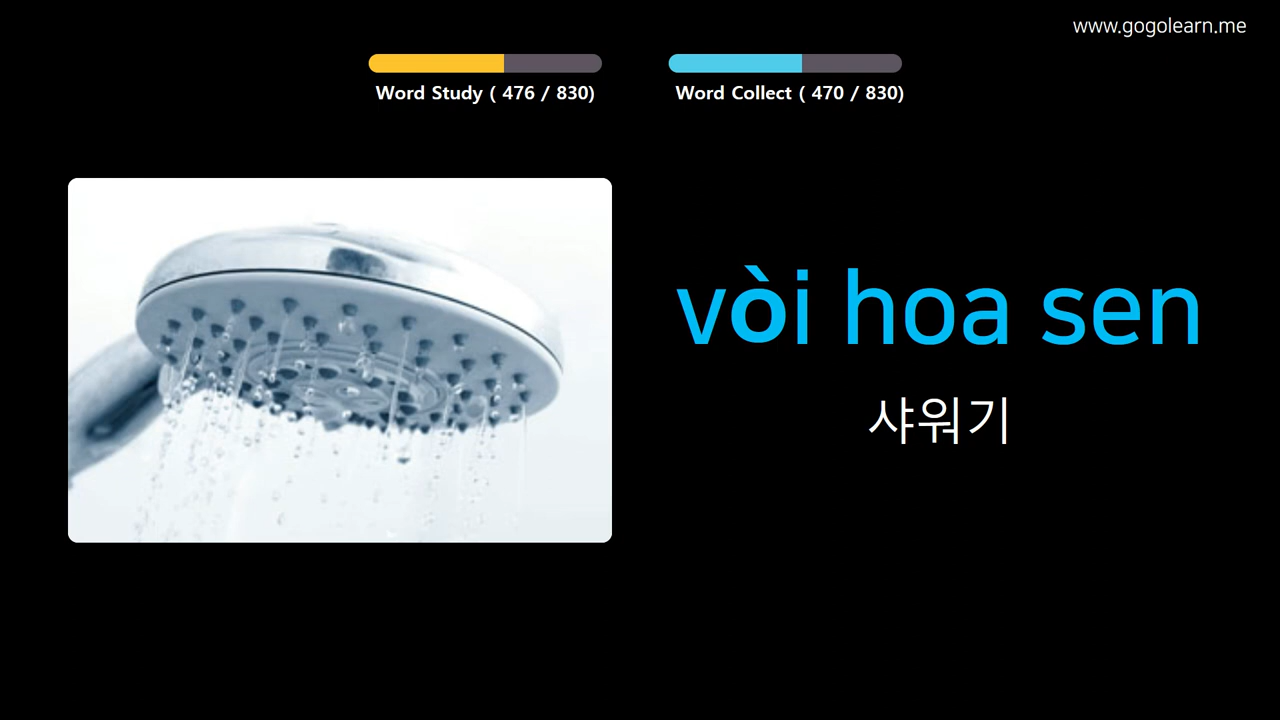 www.gogolearn.me
Word Study ( 476 / 830)
Word Collect ( 470 / 830)
vòi hoa sen
샤워기